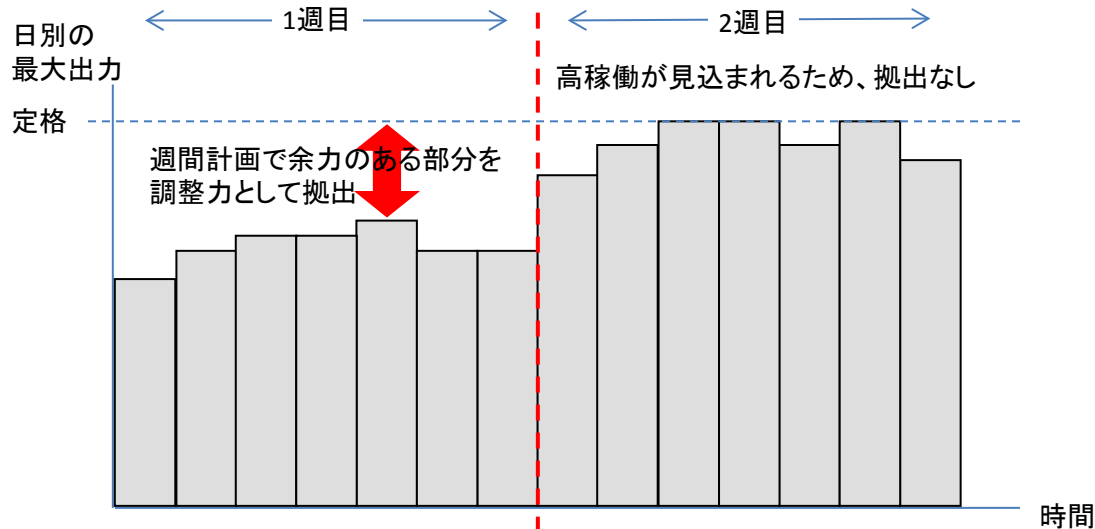 1週目
2週目
日別の
最大出力
高稼働が見込まれるため、拠出なし
定格
週間計画で余力のある部分を
調整力として拠出
時間